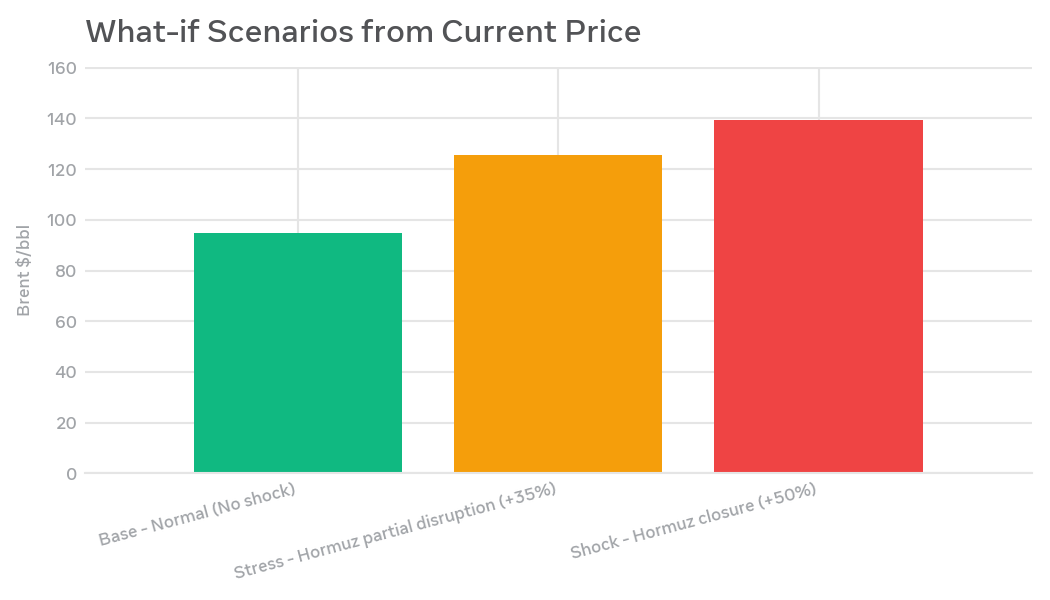 What-if Scenarios from Current Price
160
140
120
100
80
60
40
20
0
Brent $/bbl
Base - Normal (No shock)
Stress - Hormuz partial disruption (+35%)
Shock - Hormuz closure (+50%)